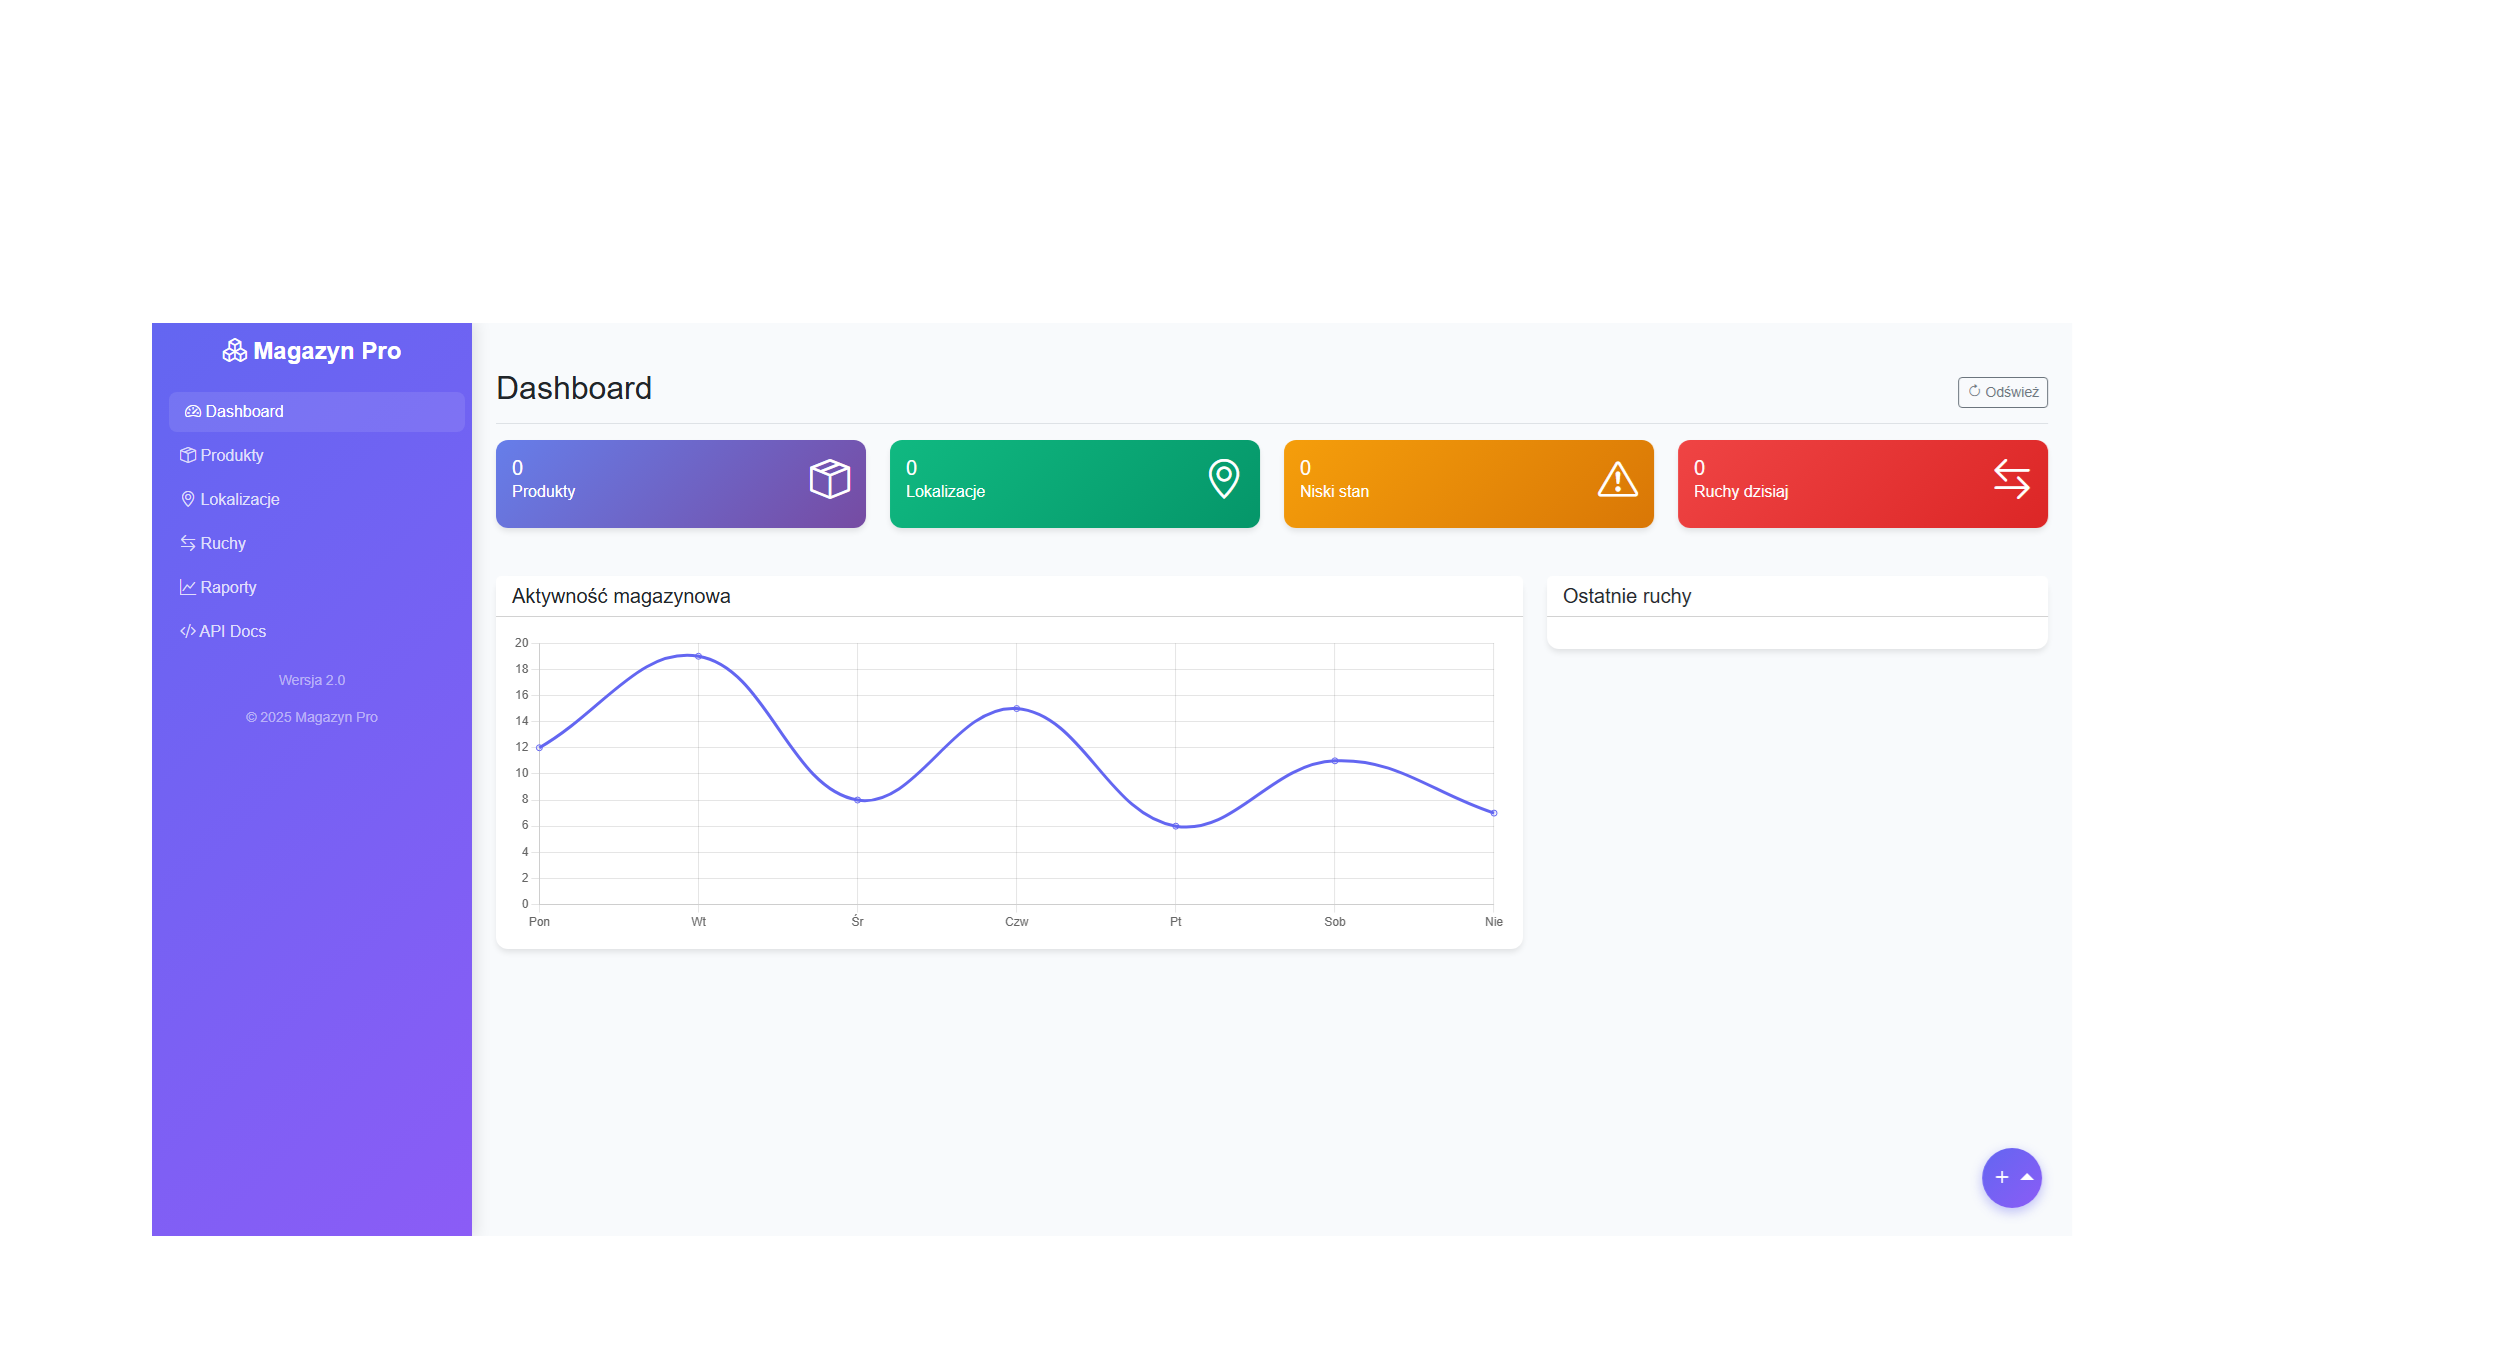 Magazyn Pro
Dashboard
Produkty
Lokalizacje
Ruchy
Raporty
API Docs
Wersja 2.0
© 2025 Magazyn Pro
Dashboard
Odśwież
0
Produkty
0
Lokalizacje
0
Niski stan
0
Ruchy dzisiaj
Aktywność magazynowa
20
18
16
14
12
10
8
6
4
2
0
Pon Wt Śr Czw Pt Sob Nie
Ostatnie ruchy